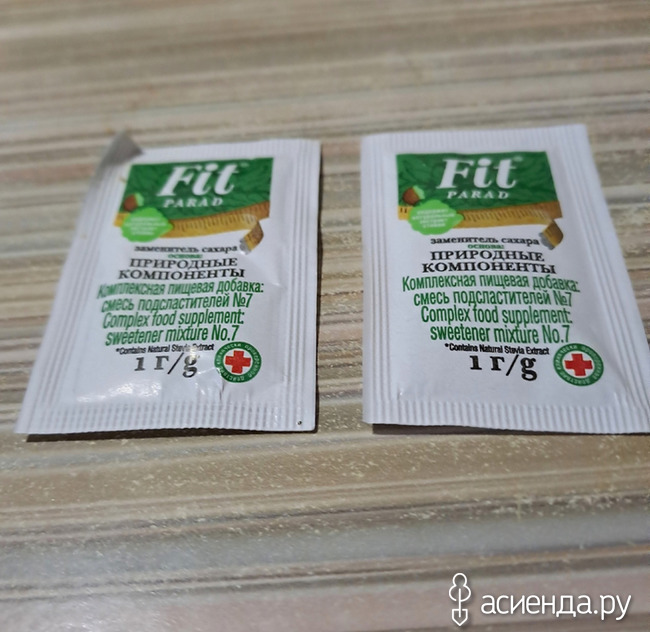 Fit
PARAD
заменитель сахара
основа:
ПРИРОДНЫЕ
КОМПОНЕНТЫ
Комплексная пищевая добавка:
смесь подсластителей №7
Complex food supplement:
sweetener mixture No.7
*Contains Natural Stevia Extract
1 г/g
Fit
PARAD
заменитель сахара
основа:
ПРИРОДНЫЕ
КОМПОНЕНТЫ
Комплексная пищевая добавка:
смесь подсластителей №7
Complex food supplement:
sweetener mixture No.7
*Contains Natural Stevia Extract
1 г/g
асиенда.ру